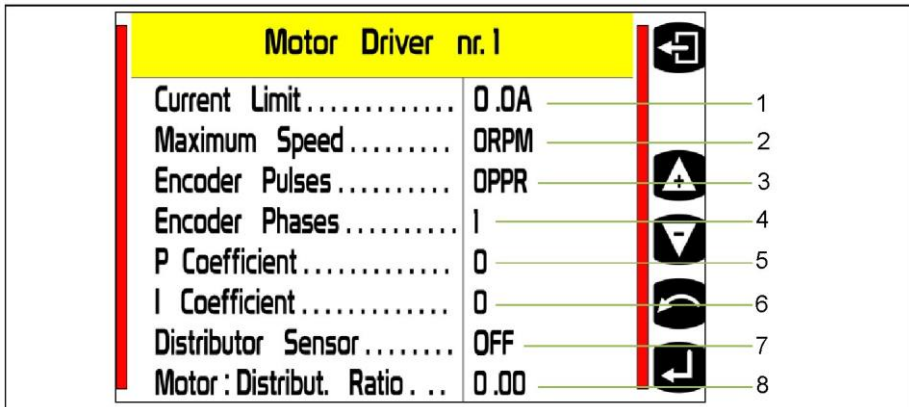 Motor Driver nr.1
Current Limit............ 0.0A 1
Maximum Speed......... 0RPM 2
Encoder Pulses.......... 0PPR 3
Encoder Phases.......... 1 4
P Coefficient............. 0 5
I Coefficient............. 0 6
Distributor Sensor........ OFF 7
Motor:Distribut. Ratio... 0.00 8